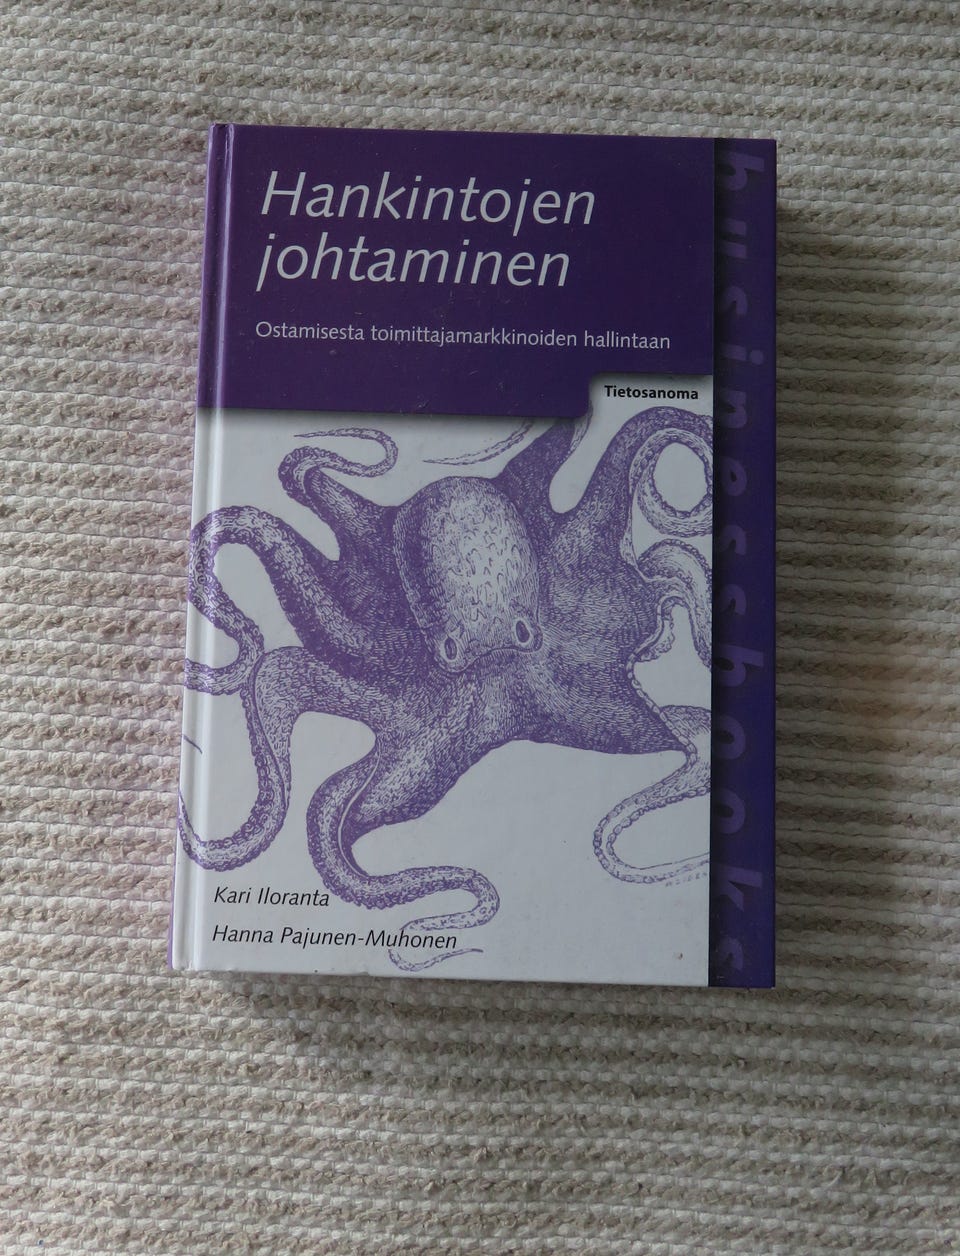 Hankintojen
johtaminen
Ostamisesta toimittajamarkkinoiden hallintaan
Tietosanoma
businessbooks
Kari Iloranta
Hanna Pajunen-Muhonen